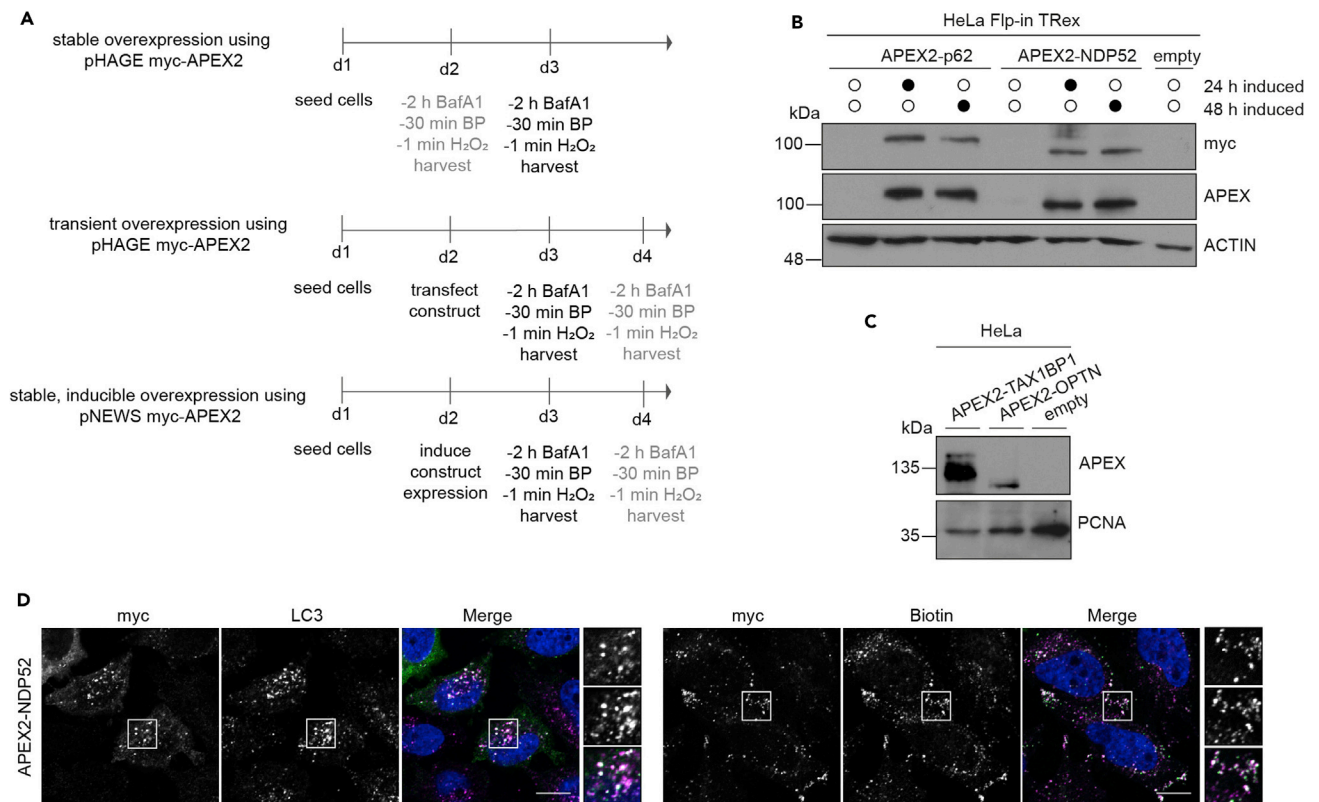 A
stable overexpression using
pHAGE myc-APEX2
d1
d2
d3
seed cells
-2 h BafA1
-30 min BP
-1 min H₂O₂
harvest
-2 h BafA1
-30 min BP
-1 min H₂O₂
harvest
transient overexpression using
pHAGE myc-APEX2
d1
d2
d3
d4
seed cells
transfect
construct
-2 h BafA1
-30 min BP
-1 min H₂O₂
harvest
-2 h BafA1
-30 min BP
-1 min H₂O₂
harvest
stable, inducible overexpression using
pNEWS myc-APEX2
d1
d2
d3
d4
seed cells
induce
construct
expression
-2 h BafA1
-30 min BP
-1 min H₂O₂
harvest
-2 h BafA1
-30 min BP
-1 min H₂O₂
harvest
B
HeLa Flp-in TRex
APEX2-p62
APEX2-NDP52
empty
24 h induced
48 h induced
kDa
100
myc
100
APEX
ACTIN
48
C
HeLa
APEX2-TAX1BP1
APEX2-OPTN
empty
kDa
135
APEX
35
PCNA
D
myc
LC3
Merge
myc
Biotin
Merge
APEX2-NDP52